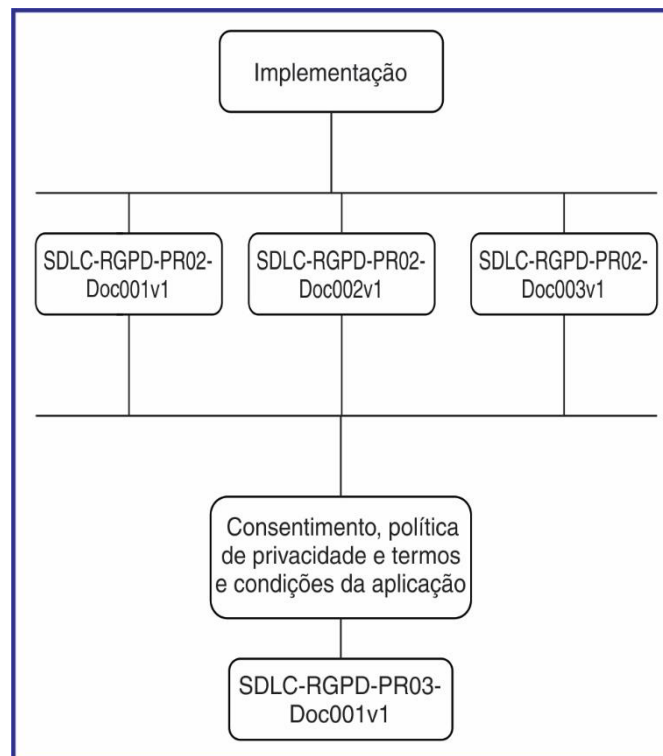 Implementação
SDLC-RGPD-PR02-
Doc001v1
SDLC-RGPD-PR02-
Doc002v1
SDLC-RGPD-PR02-
Doc003v1
Consentimento, política
de privacidade e termos
e condições da aplicação
SDLC-RGPD-PR03-
Doc001v1